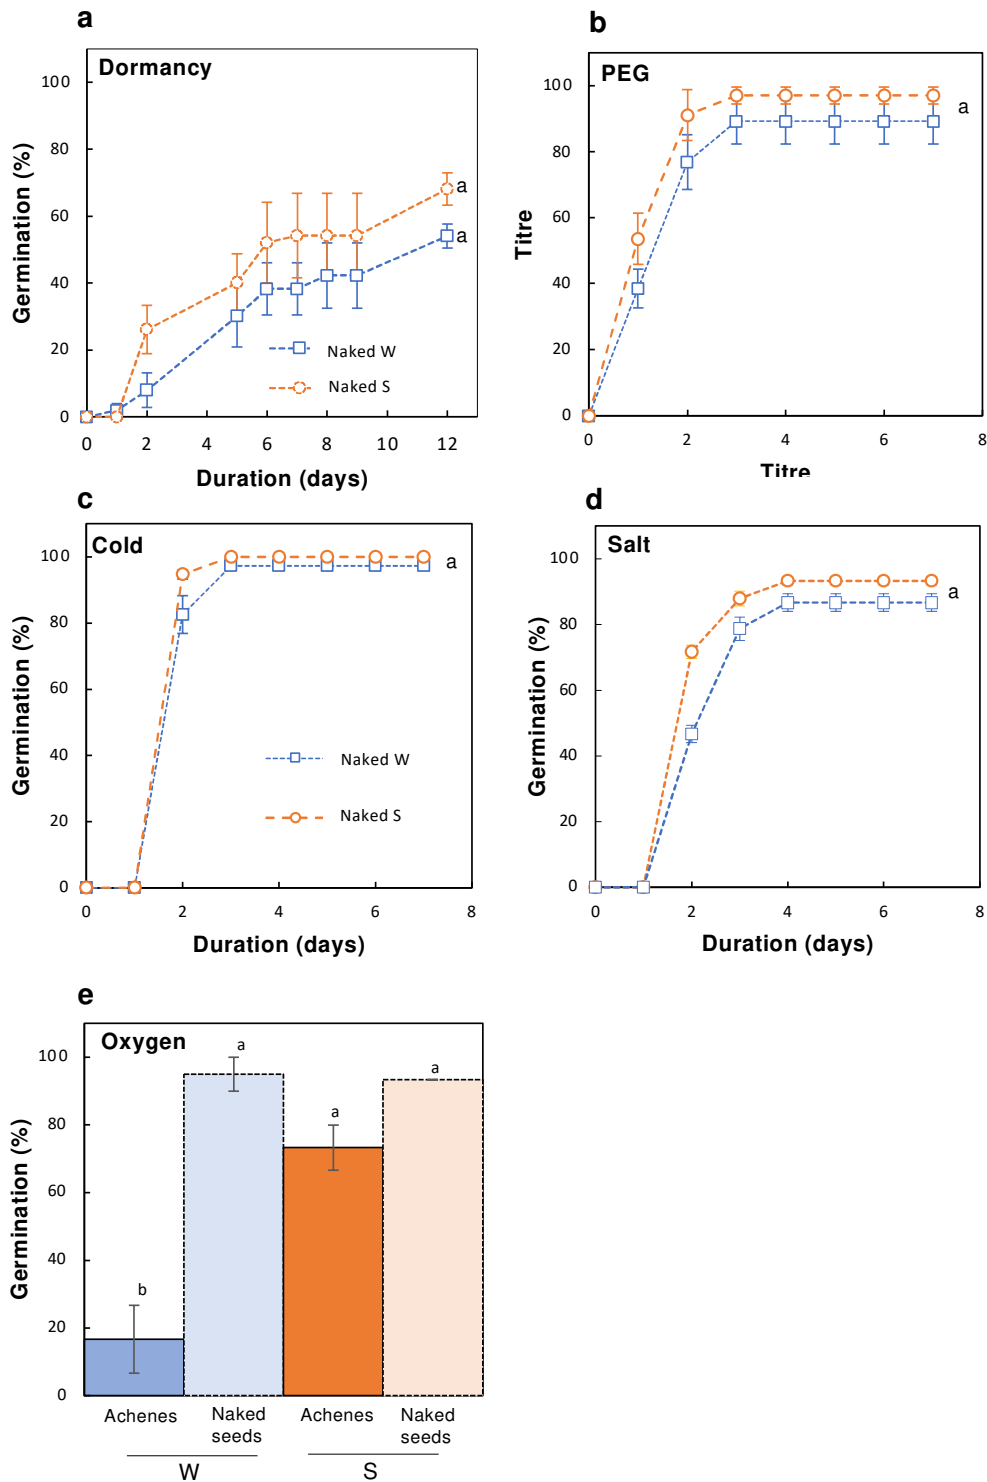 a
Dormancy
Germination (%)
100
80
60
40
20
0
a
a
Naked W
Naked S
0 2 4 6 8 10 12
Duration (days)
b
PEG
Titre
100
80
60
40
20
0
a
0 2 4 6 8
Titre
c
Cold
Germination (%)
100
80
60
40
20
0
a
Naked W
Naked S
0 2 4 6 8
Duration (days)
d
Salt
Germination (%)
100
80
60
40
20
0
a
0 2 4 6 8
Duration (days)
e
Oxygen
Germination (%)
100
80
60
40
20
0
b
a
a
a
Achenes Naked seeds Achenes Naked seeds
W S